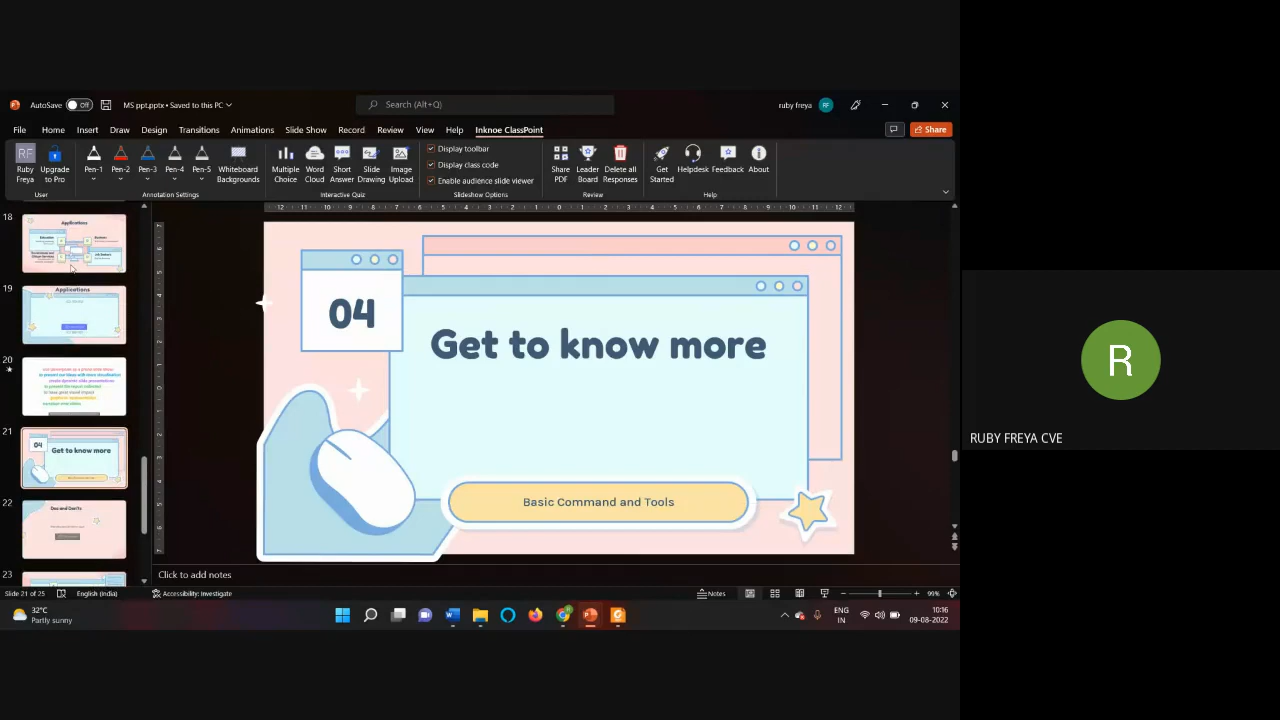 AutoSave Off MS ppt.pptx • Saved to this PC Search (Alt+Q) ruby freya RF
File Home Insert Draw Design Transitions Animations Slide Show Record Review View Help Inknoe ClassPoint Share
RF
Ruby Freya
Upgrade to Pro
User
Pen-1 Pen-2 Pen-3 Pen-4 Pen-5 Whiteboard Backgrounds
Annotation Settings
Multiple Choice
Word Cloud
Short Answer
Slide Drawing
Image Upload
Interactive Quiz
Display toolbar
Display class code
Enable audience slide viewer
Slideshow Options
Share PDF
Leader Board
Delete all Responses
Review
Get Started
Helpdesk
Feedback
About
Help
18
Applications
19
Applications
20
21
04
Get to know more
22
Dos and Don'ts
23
04
Get to know more
Basic Command and Tools
Click to add notes
Slide 21 of 25 English (India) Accessibility: Investigate Notes 99%
32°C
Partly sunny
ENG
IN
10:16
09-08-2022
R
RUBY FREYA CVE